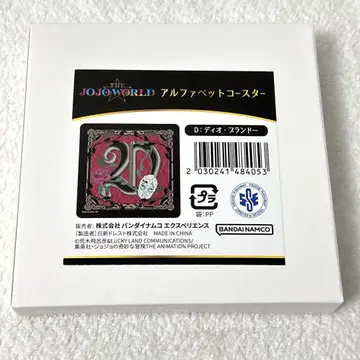 THE
JOJOWORLD アルファベットコースター
D:ディオ・ブランドー
D
2 030241 484053
プラ
袋:PP
SSE
BANDAI NAMCO
販売者:株式会社 バンダイナムコ エクスペリエンス
【製造者】日新ドレスト株式会社 MADE IN CHINA
©荒木飛呂彦&LUCKY LAND COMMUNICATIONS/
集英社・ジョジョの奇妙な冒険THE ANIMATION PROJECT